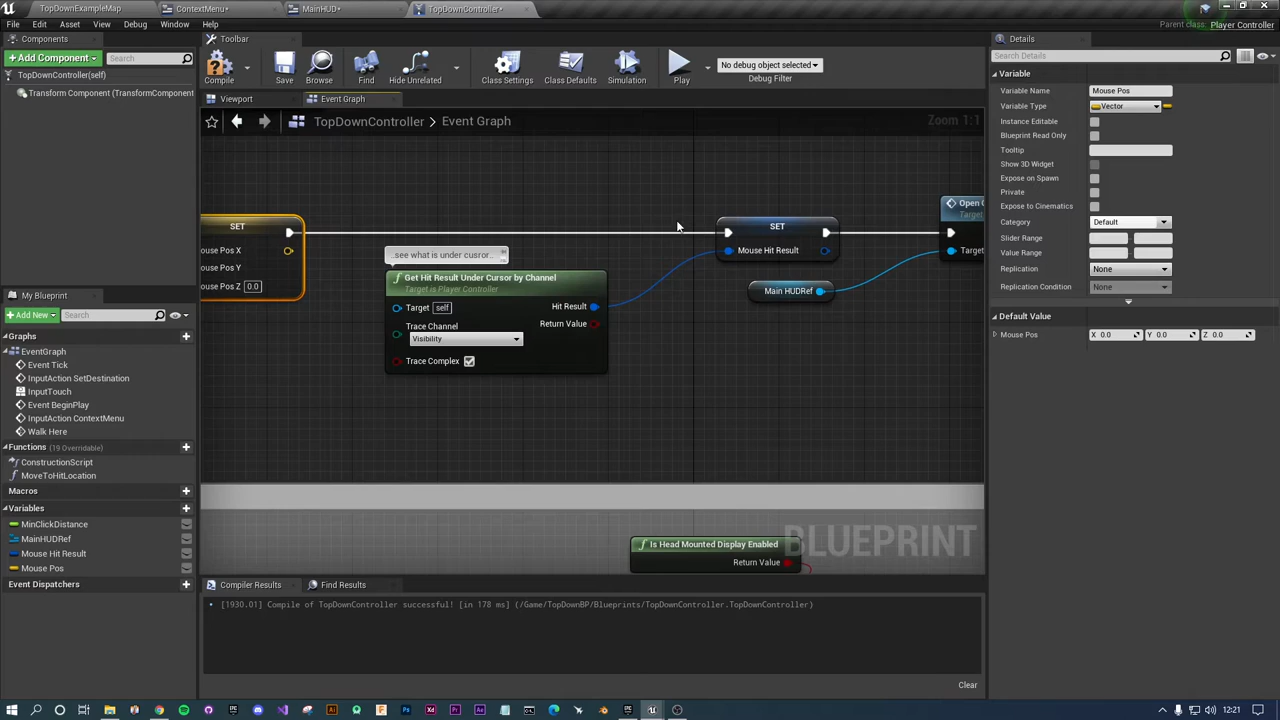 TopDownExampleMap
ContextMenu*
MainHUD*
TopDownController*
File Edit Asset View Debug Window Help
Parent class: Player Controller
Components
Toolbar
Details
Add Component
Search
Compile
Save
Browse
Find
Hide Unrelated
Class Settings
Class Defaults
Simulation
Play
No debug object selected
Debug Filter
Search Details
TopDownController(self)
Transform Component (TransformComponent
Viewport
Event Graph
TopDownController > Event Graph
Zoom 1:1
Variable
Variable Name Mouse Pos
Variable Type Vector
Instance Editable
Blueprint Read Only
Tooltip
Show 3D Widget
Expose on Spawn
Private
Expose to Cinematics
Category Default
Slider Range
Value Range
Replication None
Replication Condition None
Default Value
Mouse Pos X 0.0 Y 0.0 Z 0.0
SET
ouse Pos X
ouse Pos Y
ouse Pos Z 0.0
..see what is under cusror..
Get Hit Result Under Cursor by Channel
Target is Player Controller
Target self
Hit Result
Trace Channel
Return Value
Visibility
Trace Complex
SET
Mouse Hit Result
Main HUDRef
Open
Target
Targe
Is Head Mounted Display Enabled
Return Value
BLUEPRINT
My Blueprint
Add New
Search
Graphs
EventGraph
Event Tick
InputAction SetDestination
InputTouch
Event BeginPlay
InputAction ContextMenu
Walk Here
Functions (19 Overridable)
ConstructionScript
MoveToHitLocation
Macros
Variables
MinClickDistance
MainHUDRef
Mouse Hit Result
Mouse Pos
Event Dispatchers
Compiler Results
Find Results
[1930.01] Compile of TopDownController successful! [in 178 ms] (/Game/TopDownBP/Blueprints/TopDownController.TopDownController)
Clear
12:21